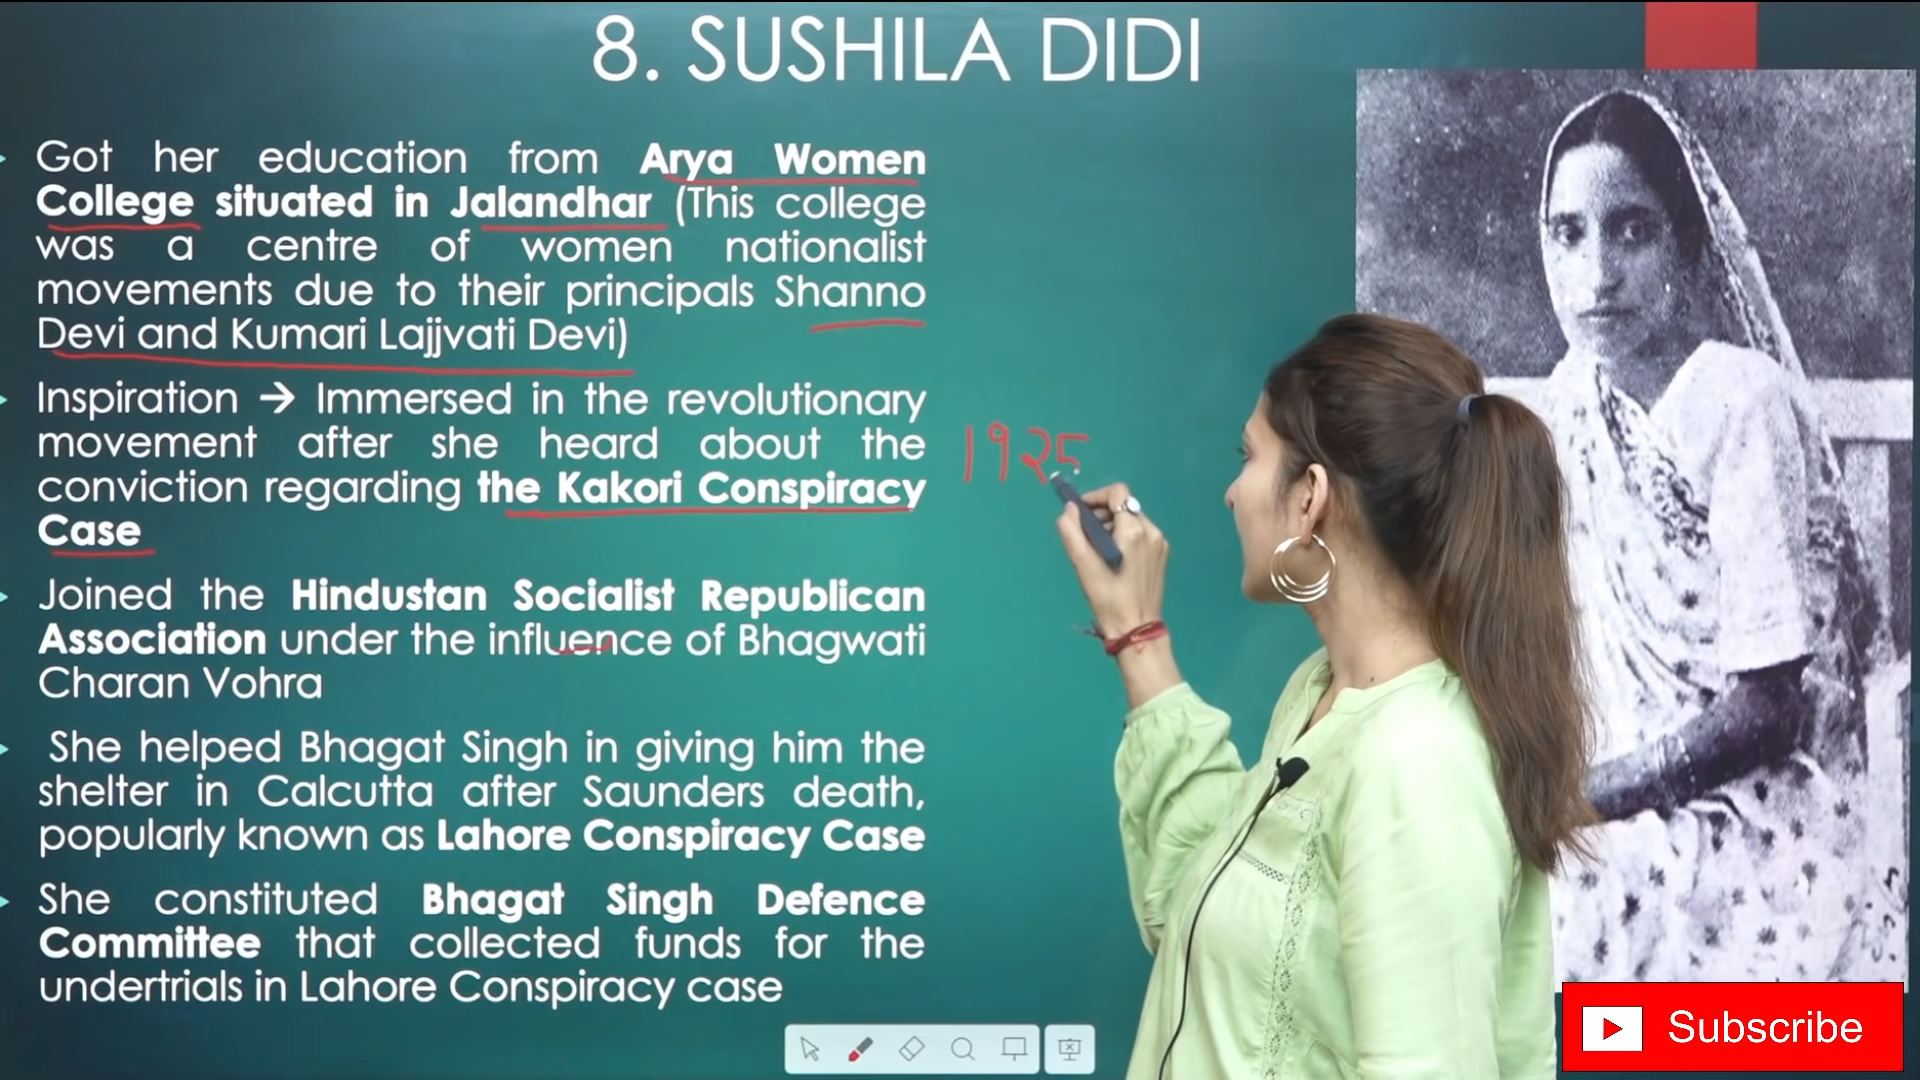 8. SUSHILA DIDI
Got her education from Arya Women
College situated in Jalandhar (This college
was a centre of women nationalist
movements due to their principals Shanno
Devi and Kumari Lajjvati Devi)
Inspiration → Immersed in the revolutionary
movement after she heard about the
conviction regarding the Kakori Conspiracy
Case
1925
Joined the Hindustan Socialist Republican
Association under the influence of Bhagwati
Charan Vohra
She helped Bhagat Singh in giving him the
shelter in Calcutta after Saunders death,
popularly known as Lahore Conspiracy Case
She constituted Bhagat Singh Defence
Committee that collected funds for the
undertrials in Lahore Conspiracy case
Subscribe